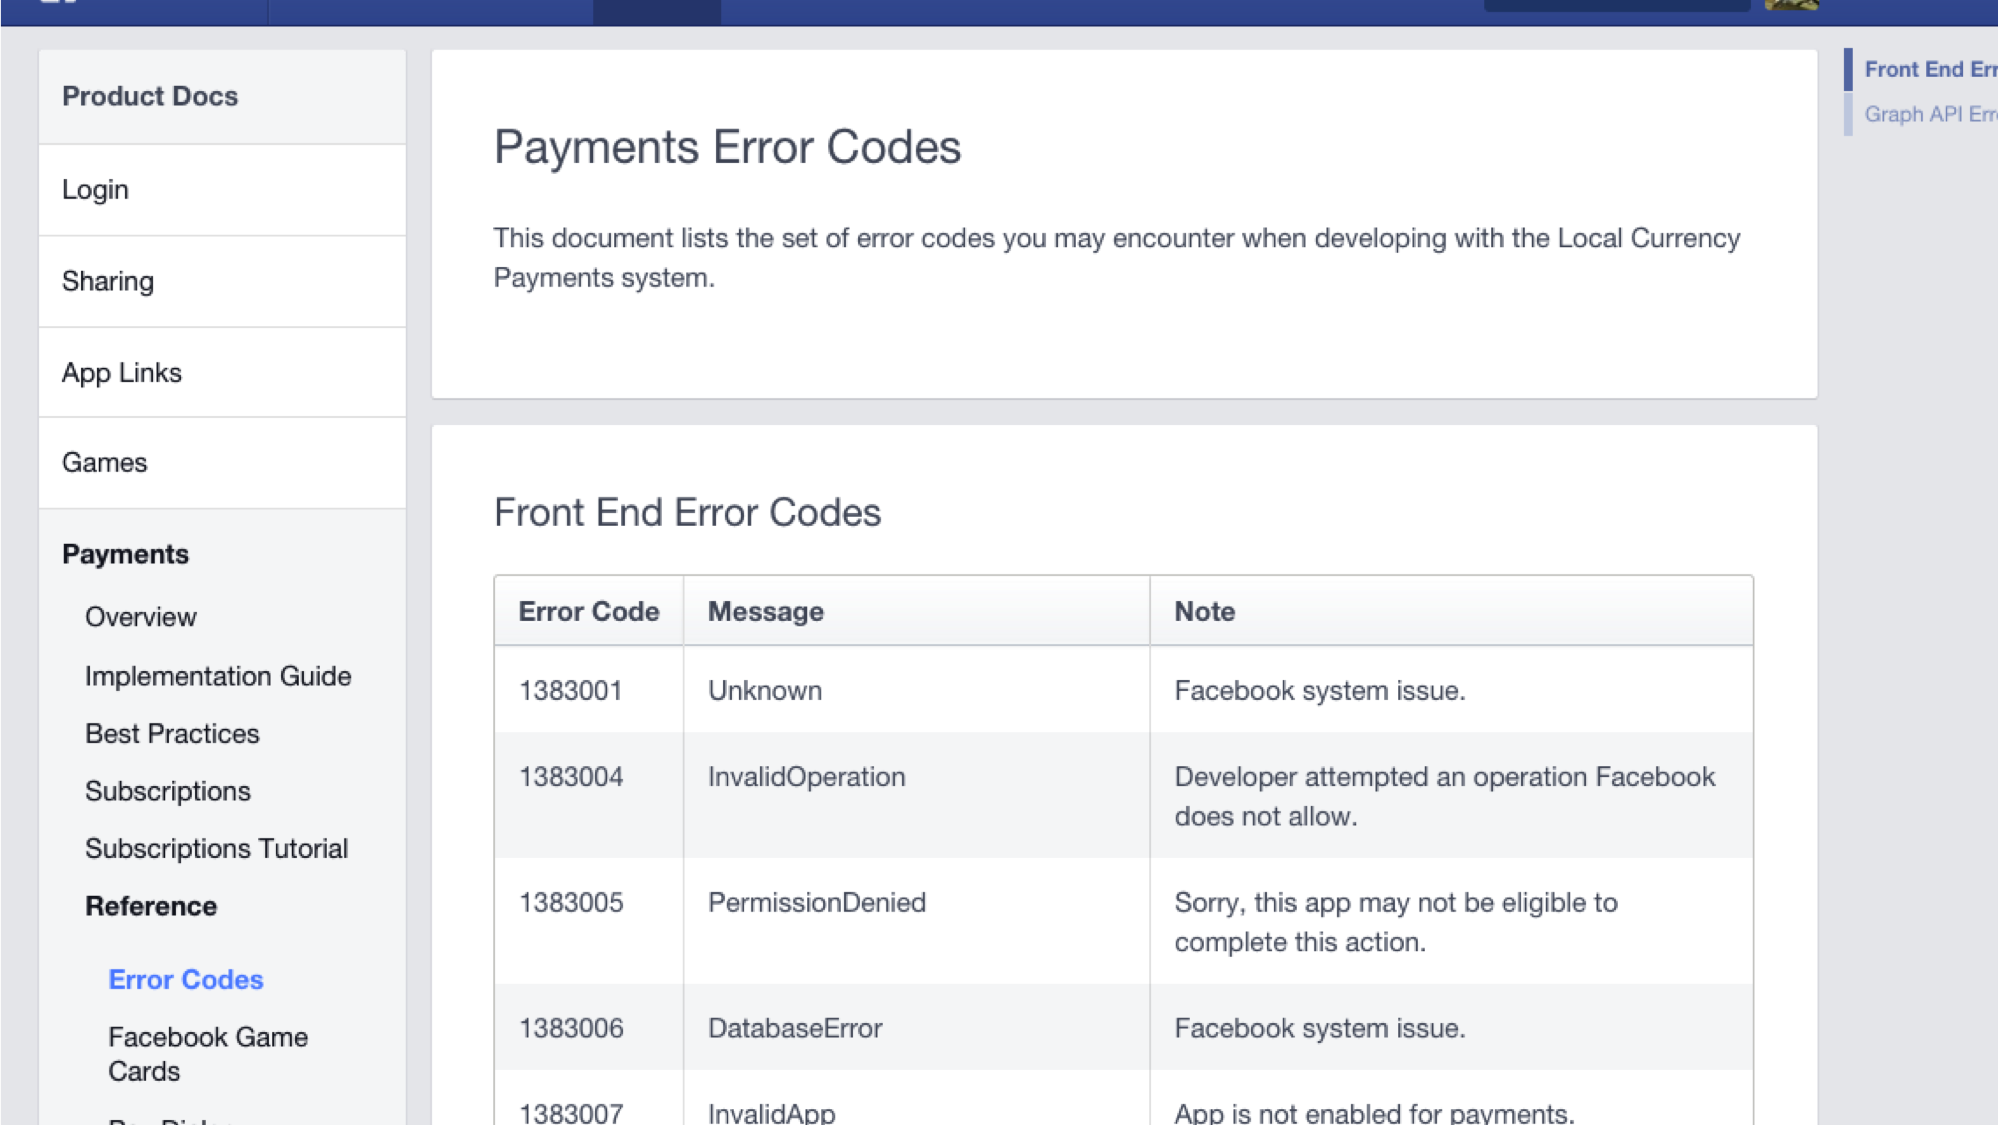 Product Docs
Login
Sharing
App Links
Games
Payments
Overview
Implementation Guide
Best Practices
Subscriptions
Subscriptions Tutorial
Reference
Error Codes
Facebook Game
Cards
Payments Error Codes
This document lists the set of error codes you may encounter when developing with the Local Currency
Payments system.
Front End Error Codes
Error Code Message Note
1383001 Unknown Facebook system issue.
1383004 InvalidOperation Developer attempted an operation Facebook
does not allow.
1383005 PermissionDenied Sorry, this app may not be eligible to
complete this action.
1383006 DatabaseError Facebook system issue.
1383007 InvalidApp App is not enabled for payments.
Front End Err
Graph API Err